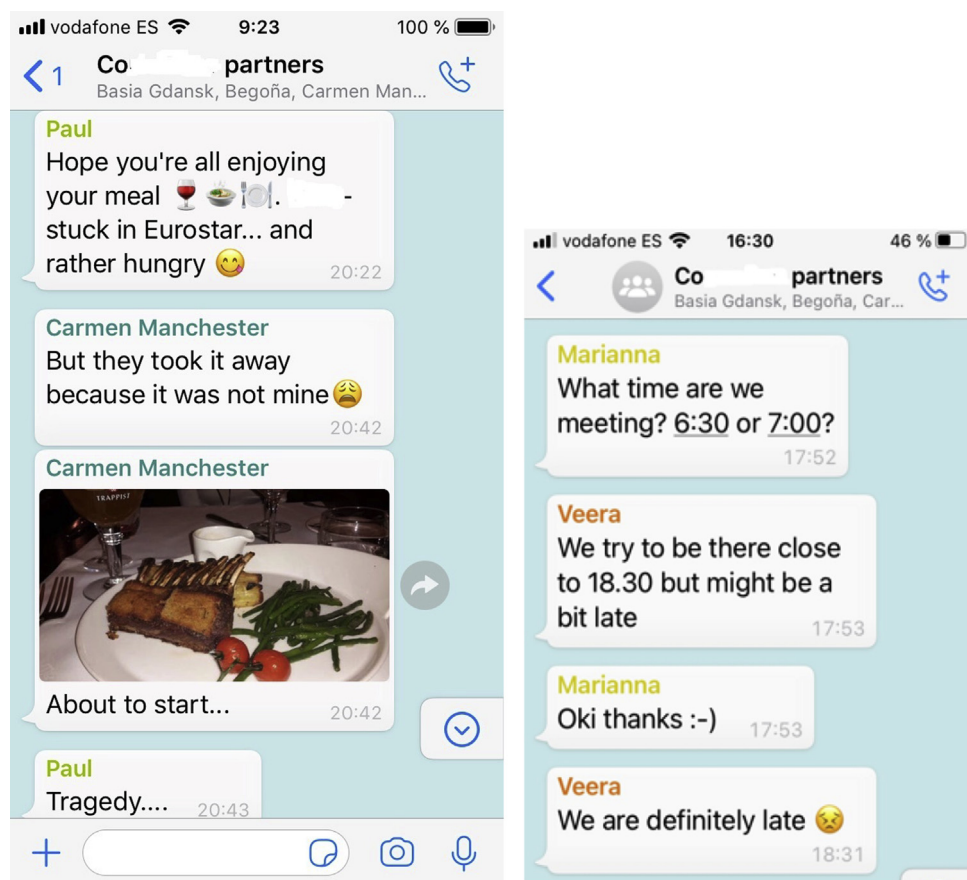 vodafone ES 9:23 100 %
1 Co partners
Basia Gdansk, Begoña, Carmen Man...
Paul
Hope you're all enjoying
your meal 🍷🍲🍽. -
stuck in Eurostar... and
rather hungry 😋 20:22
Carmen Manchester
But they took it away
because it was not mine😩
20:42
Carmen Manchester
TRAPPIST
About to start... 20:42
Paul
Tragedy.... 20:43
vodafone ES 16:30 46 %
Co partners
Basia Gdansk, Begoña, Car...
Marianna
What time are we
meeting? 6:30 or 7:00?
17:52
Veera
We try to be there close
to 18.30 but might be a
bit late 17:53
Marianna
Oki thanks :-) 17:53
Veera
We are definitely late 😣
18:31